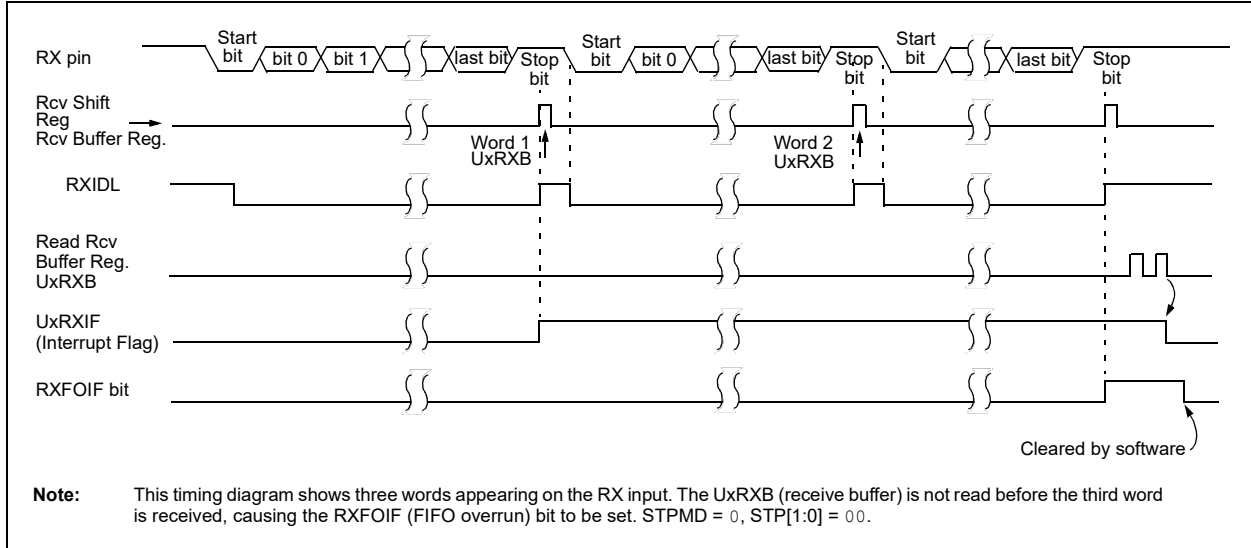 RX pin
Start
bit
bit 0
bit 1
last bit
Stop
bit
Start
bit
bit 0
last bit
Stop
bit
Start
bit
last bit
Stop
bit
Rcv Shift
Reg
Rcv Buffer Reg.
Word 1
UxRXB
Word 2
UxRXB
RXIDL
Read Rcv
Buffer Reg.
UxRXB
UxRXIF
(Interrupt Flag)
RXFOIF bit
Cleared by software
Note: This timing diagram shows three words appearing on the RX input. The UxRXB (receive buffer) is not read before the third word
is received, causing the RXFOIF (FIFO overrun) bit to be set. STPMD = 0, STP[1:0] = 00.